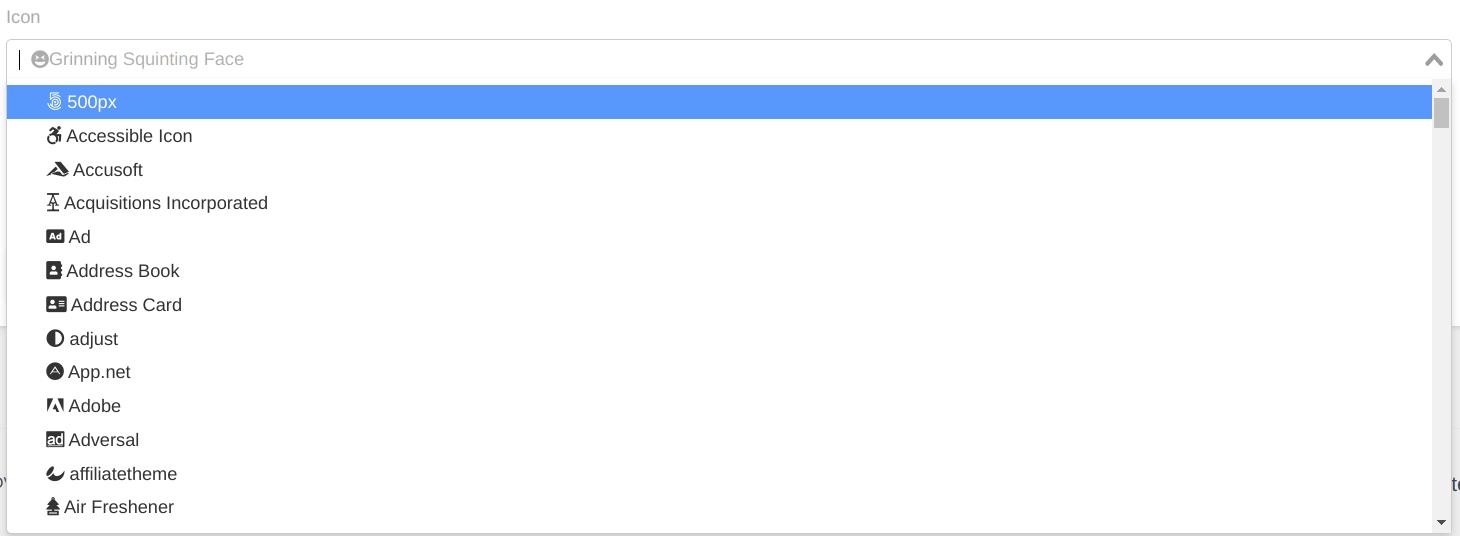 Icon
Grinning Squinting Face
500px
Accessible Icon
Accusoft
Acquisitions Incorporated
Ad Ad
Address Book
Address Card
adjust
App.net
Adobe
ad Adversal
affiliatetheme
Air Freshener